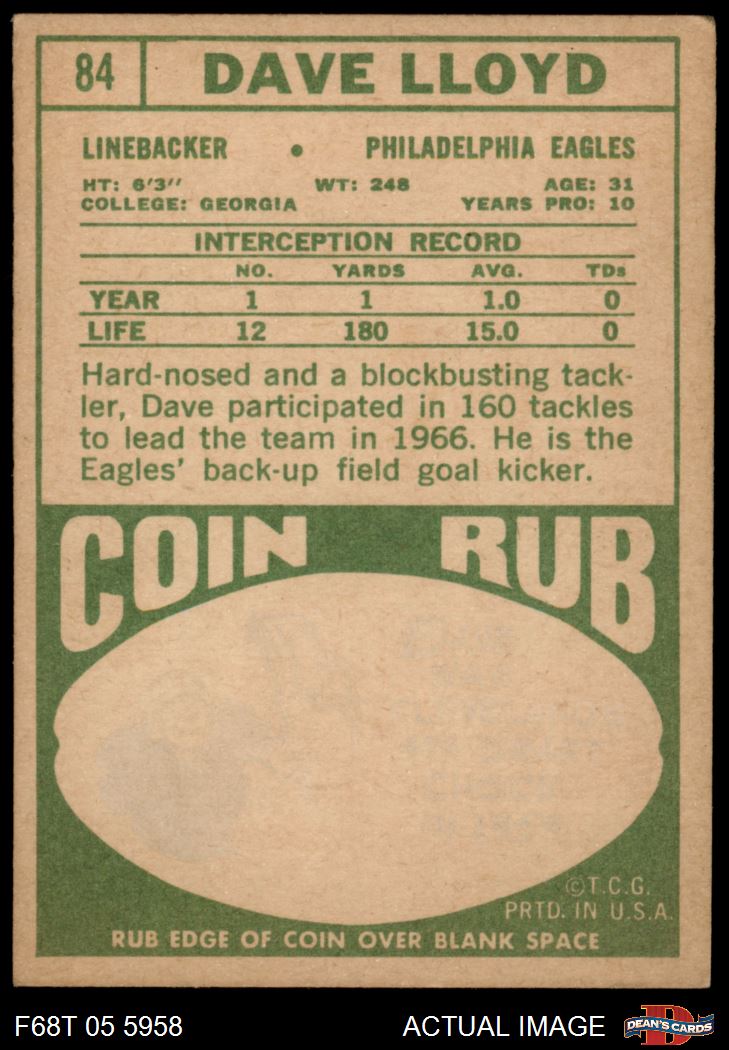 84 DAVE LLOYD
LINEBACKER • PHILADELPHIA EAGLES
HT: 6'3'' WT: 248 AGE: 31
COLLEGE: GEORGIA YEARS PRO: 10
INTERCEPTION RECORD
NO. YARDS AVG. TDs
YEAR 1 1 1.0 0
LIFE 12 180 15.0 0
Hard-nosed and a blockbusting tack-
ler, Dave participated in 160 tackles
to lead the team in 1966. He is the
Eagles' back-up field goal kicker.
COIN RUB
©T.C.G.
PRTD. IN U.S.A.
RUB EDGE OF COIN OVER BLANK SPACE
F68T 05 5958 ACTUAL IMAGE D DEAN'S CARDS